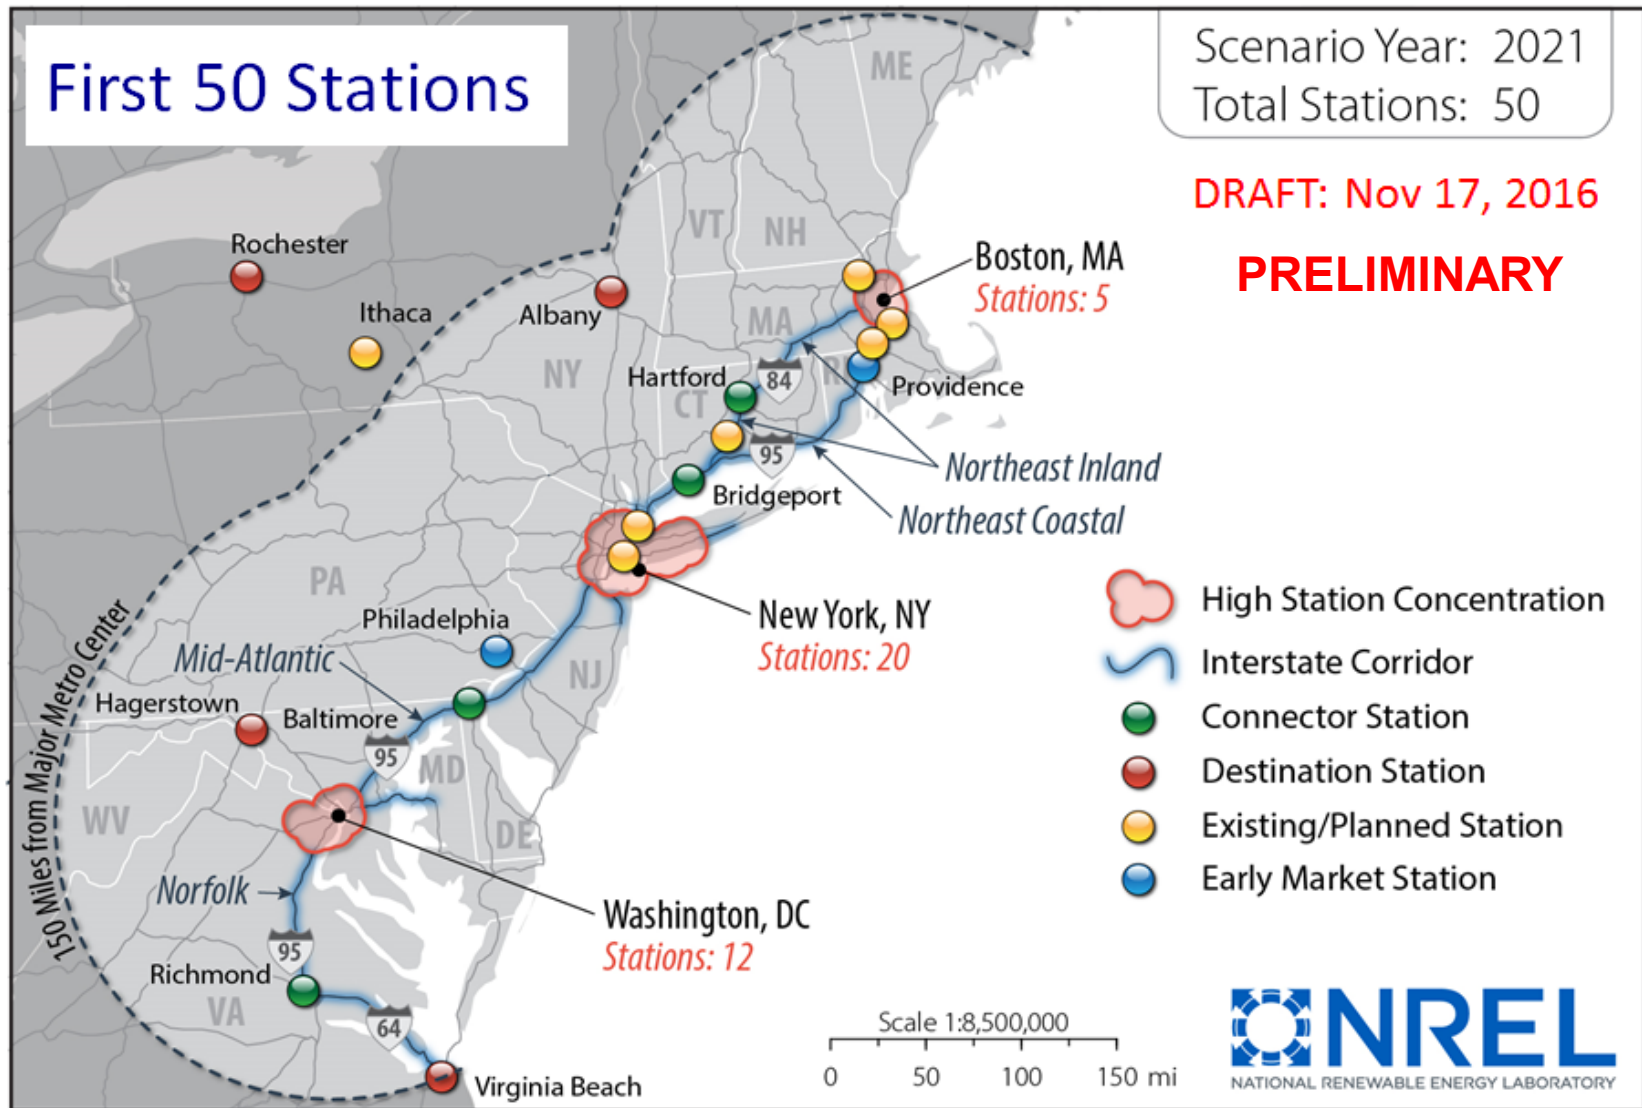 First 50 Stations
Scenario Year: 2021
Total Stations: 50
DRAFT: Nov 17, 2016
PRELIMINARY
ME
VT
NH
Rochester
Boston, MA
Stations: 5
Ithaca
Albany
MA
NY
Hartford
84
RI
Providence
CT
95
Northeast Inland
Bridgeport
Northeast Coastal
PA
High Station Concentration
New York, NY
Stations: 20
Philadelphia
Mid-Atlantic
Interstate Corridor
NJ
150 Miles from Major Metro Center
Hagerstown
Baltimore
Connector Station
95
MD
Destination Station
WV
DE
Existing/Planned Station
Norfolk
Early Market Station
Washington, DC
Stations: 12
95
Richmond
VA
64
Scale 1:8,500,000
0 50 100 150 mi
Virginia Beach
NREL
NATIONAL RENEWABLE ENERGY LABORATORY